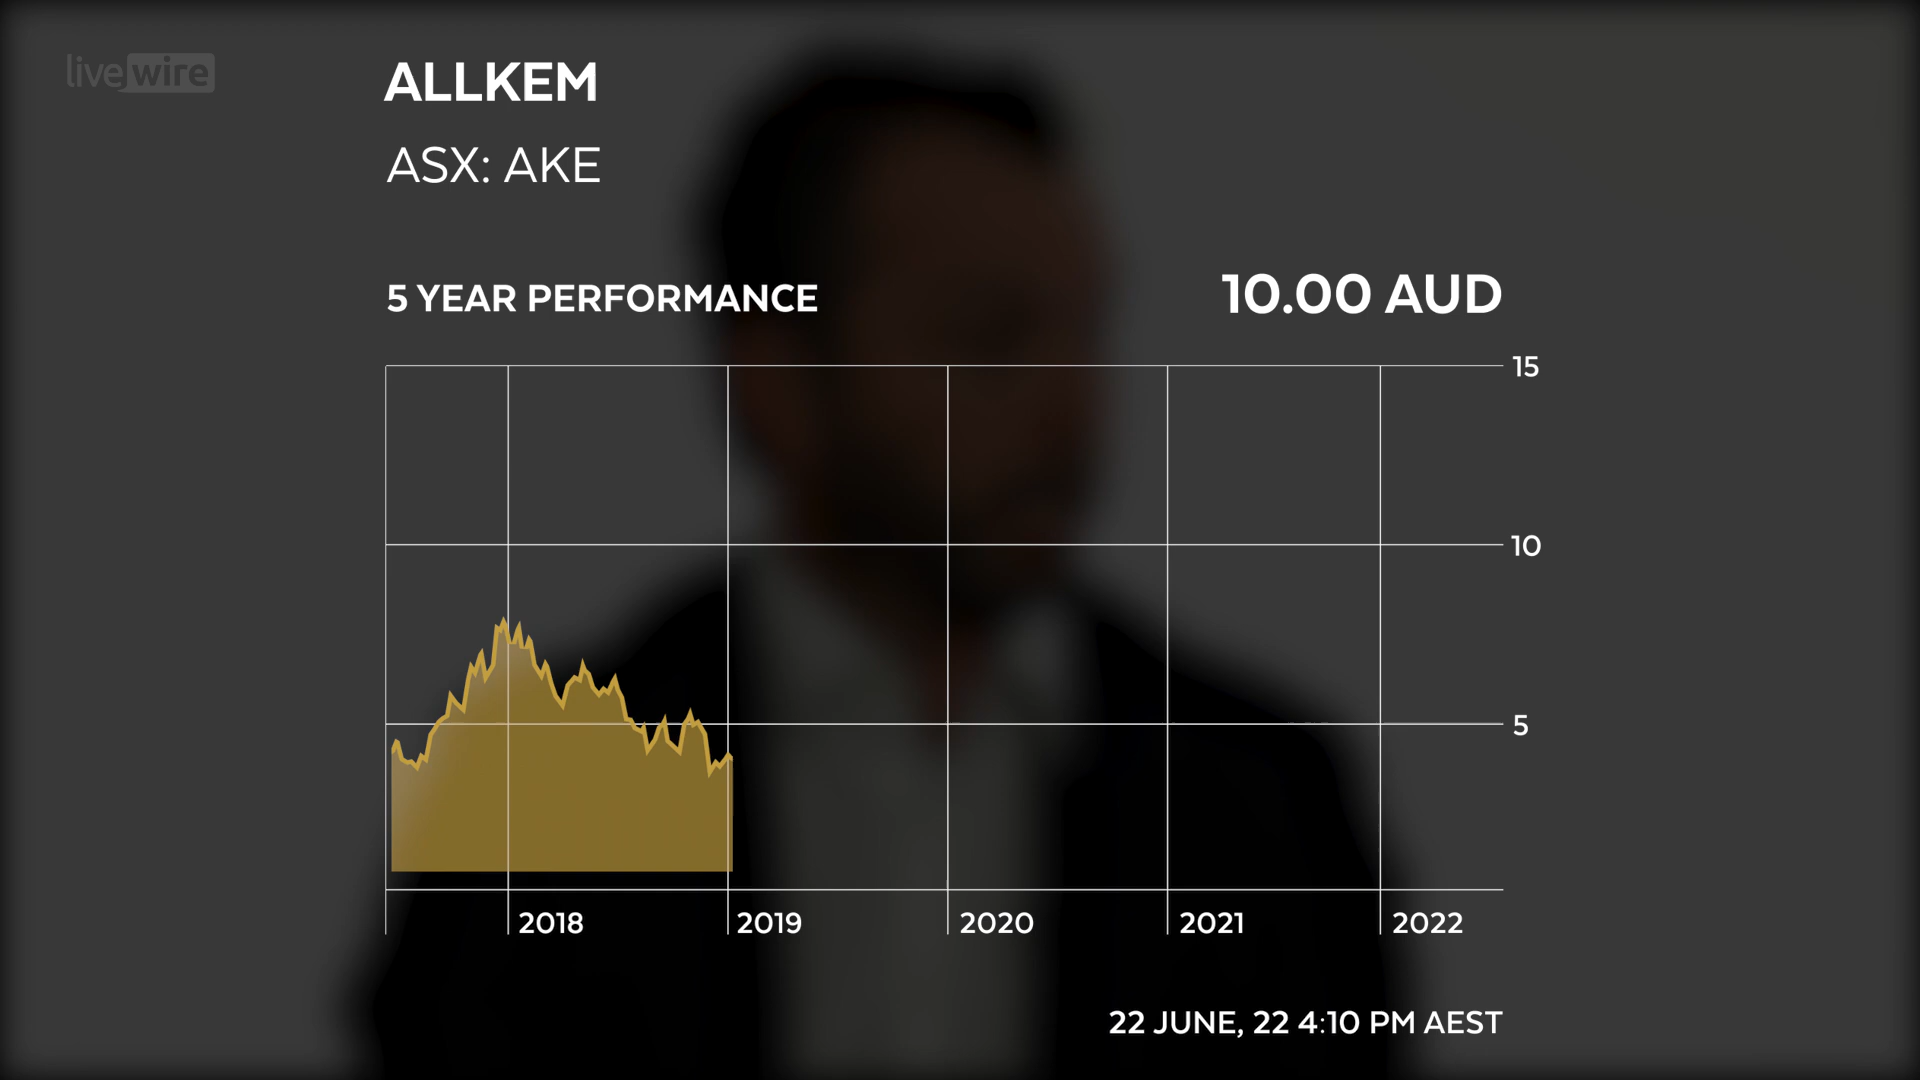 livewire
ALLKEM
ASX: AKE
5 YEAR PERFORMANCE
10.00 AUD
15
10
5
2018 2019 2020 2021 2022
22 JUNE, 22 4:10 PM AEST